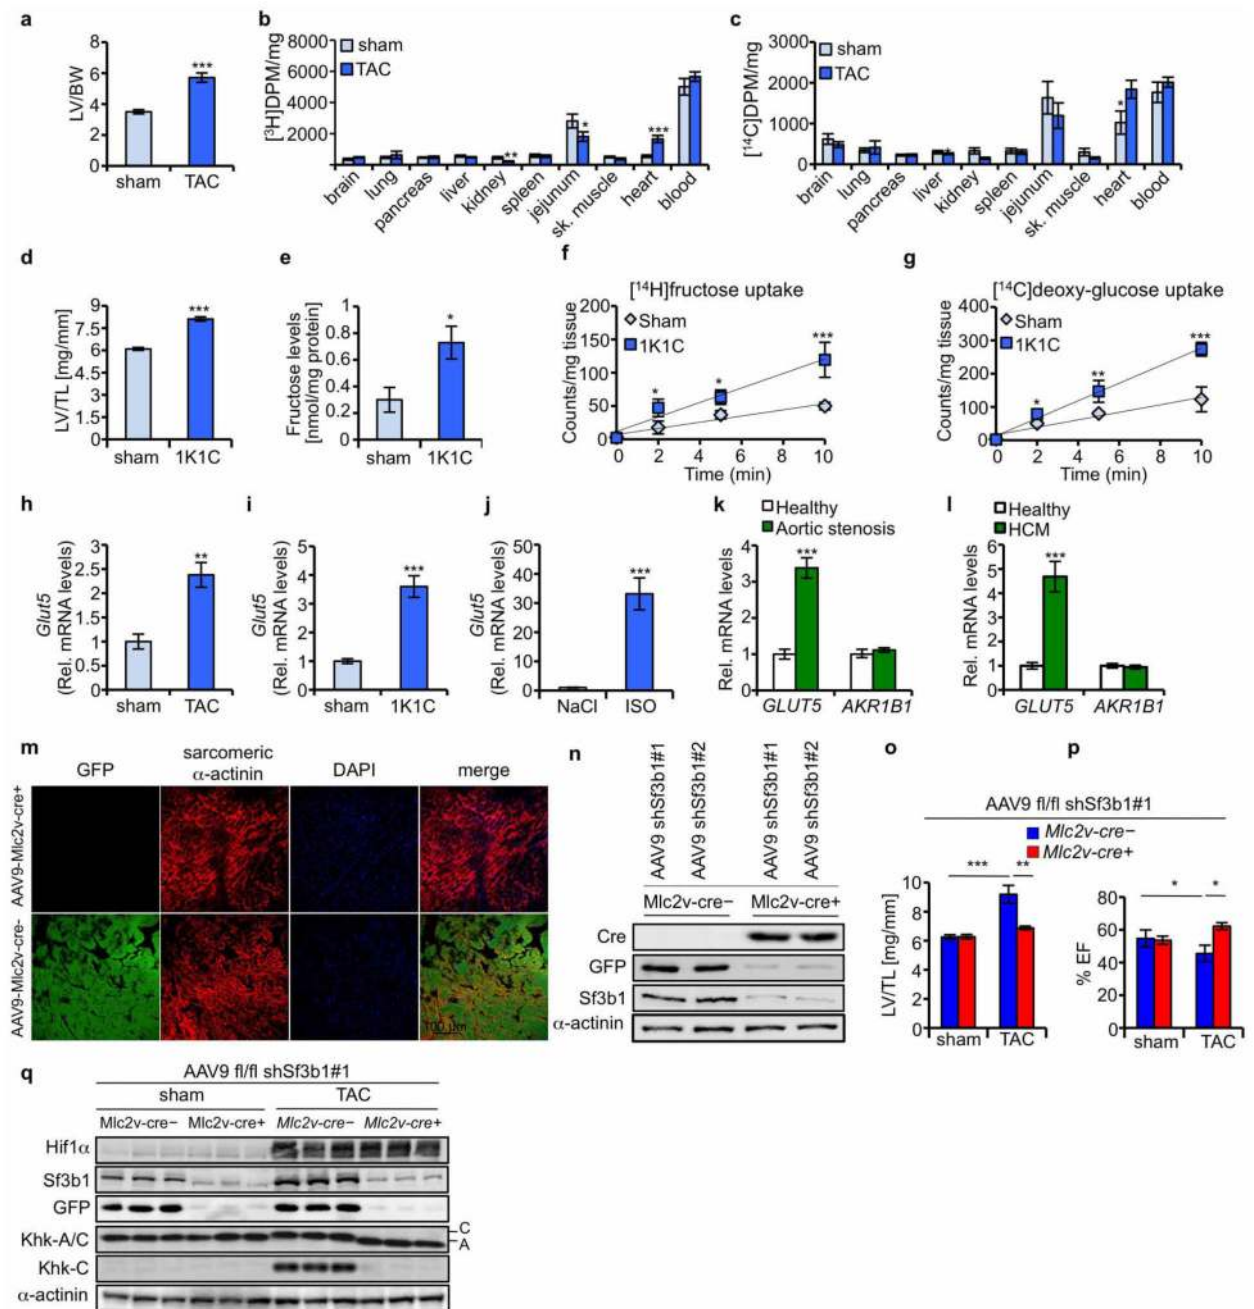 a
LV/BW
8
6
4
2
0
***
sham
TAC
b
[³H]DPM/mg
8000
6000
4000
2000
0
sham
TAC
**
*
***
brain
lung
pancreas
liver
kidney
spleen
jejunum
sk. muscle
heart
blood
c
[¹⁴C]DPM/mg
3000
2000
1000
0
sham
TAC
*
*
brain
lung
pancreas
liver
kidney
spleen
jejunum
sk. muscle
heart
blood
d
LV/TL [mg/mm]
9
7.5
6
4.5
3
1.5
0
***
sham
1K1C
e
Fructose levels
[nmol/mg protein]
1
0.8
0.6
0.4
0.2
0
*
sham
1K1C
f
[¹⁴H]fructose uptake
Counts/mg tissue
200
150
100
50
0
Sham
1K1C
*
*
***
0 2 4 6 8 10
Time (min)
g
[¹⁴C]deoxy-glucose uptake
Counts/mg tissue
400
300
200
100
0
Sham
1K1C
*
**
***
0 2 4 6 8 10
Time (min)
h
Glut5
(Rel. mRNA levels)
3
2.5
2
1.5
1
0.5
0
**
sham
TAC
i
Glut5
(Rel. mRNA levels)
5
4
3
2
1
0
***
sham
1K1C
j
Glut5
(Rel. mRNA levels)
50
40
30
20
10
0
***
NaCl
ISO
k
Healthy
Aortic stenosis
Rel. mRNA levels
4
3
2
1
0
***
GLUT5
AKR1B1
l
Healthy
HCM
Rel. mRNA levels
6
5
4
3
2
1
0
***
GLUT5
AKR1B1
m
GFP
sarcomeric
α-actinin
DAPI
merge
AAV9-Mlc2v-cre+
AAV9-Mlc2v-cre-
100 μm
n
AAV9 shSf3b1#1
AAV9 shSf3b1#2
AAV9 shSf3b1#1
AAV9 shSf3b1#2
Mlc2v-cre−
Mlc2v-cre+
Cre
GFP
Sf3b1
α-actinin
o
p
AAV9 fl/fl shSf3b1#1
Mlc2v-cre−
Mlc2v-cre+
LV/TL [mg/mm]
10
8
6
4
2
0
***
**
sham
TAC
% EF
80
60
40
20
0
*
*
sham
TAC
q
AAV9 fl/fl shSf3b1#1
sham
TAC
Mlc2v-cre−
Mlc2v-cre+
Mlc2v-cre−
Mlc2v-cre+
Hif1α
Sf3b1
GFP
Khk-A/C
C
A
Khk-C
α-actinin